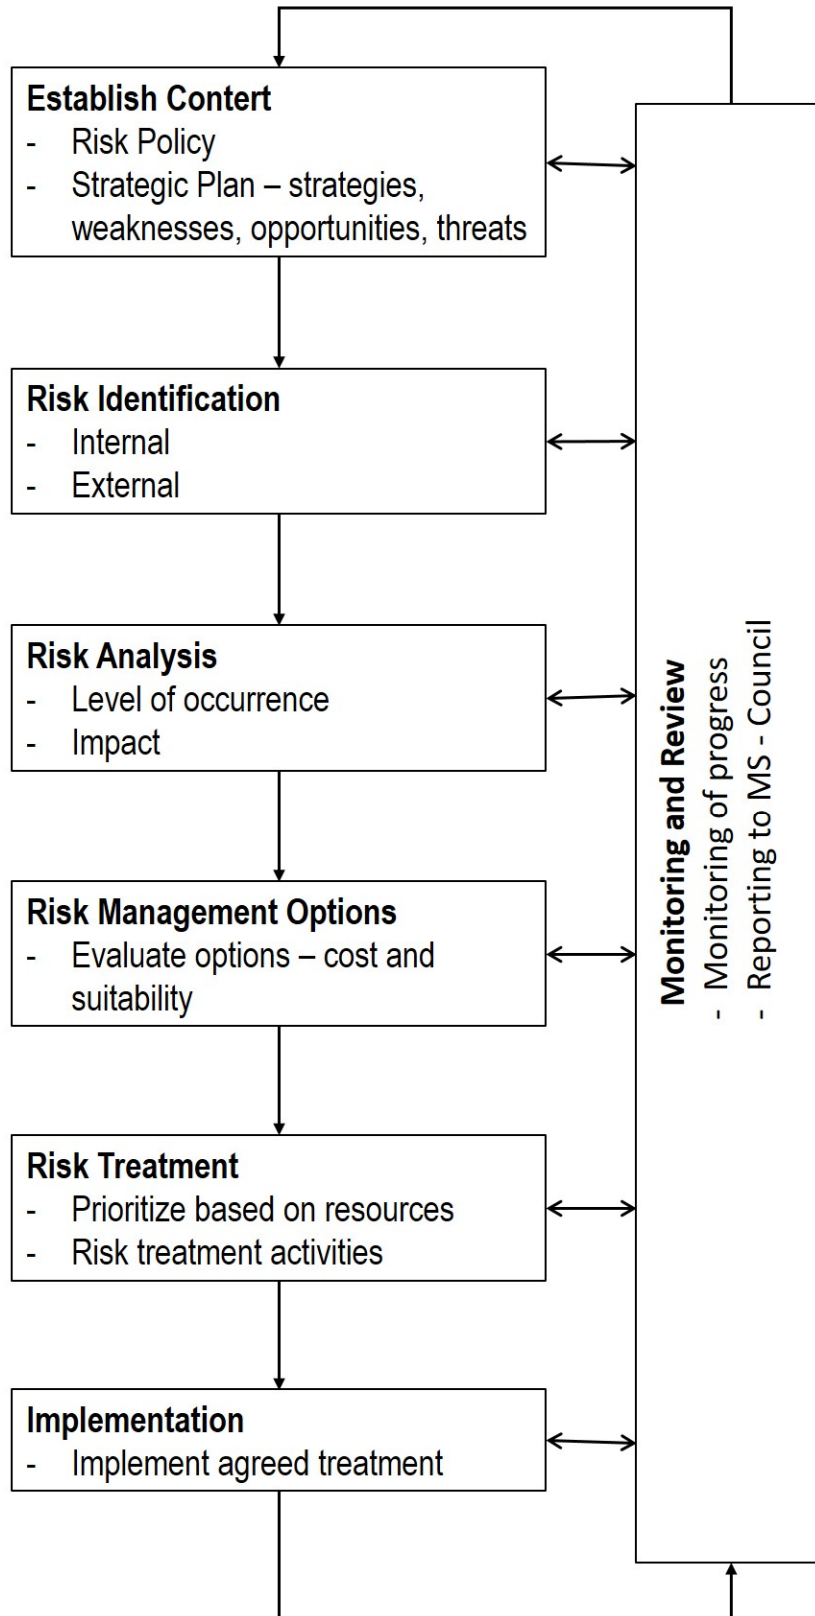 Establish Contert
- Risk Policy
- Strategic Plan – strategies,
weaknesses, opportunities, threats
Risk Identification
- Internal
- External
Risk Analysis
- Level of occurrence
- Impact
Risk Management Options
- Evaluate options – cost and
suitability
Risk Treatment
- Prioritize based on resources
- Risk treatment activities
Implementation
- Implement agreed treatment
Monitoring and Review
- Monitoring of progress
- Reporting to MS - Council